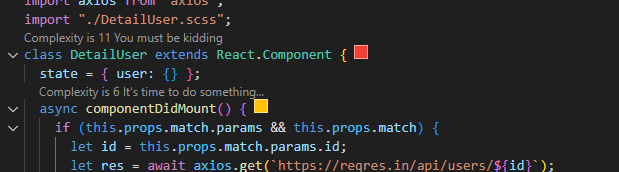 import axios from "axios";
import "./DetailUser.scss";
Complexity is 11 You must be kidding
class DetailUser extends React.Component {
state = { user: {} };
Complexity is 6 It's time to do something...
async componentDidMount() {
if (this.props.match.params && this.props.match) {
let id = this.props.match.params.id;
let res = await axios.get(`https://reqres.in/api/users/${id}`);